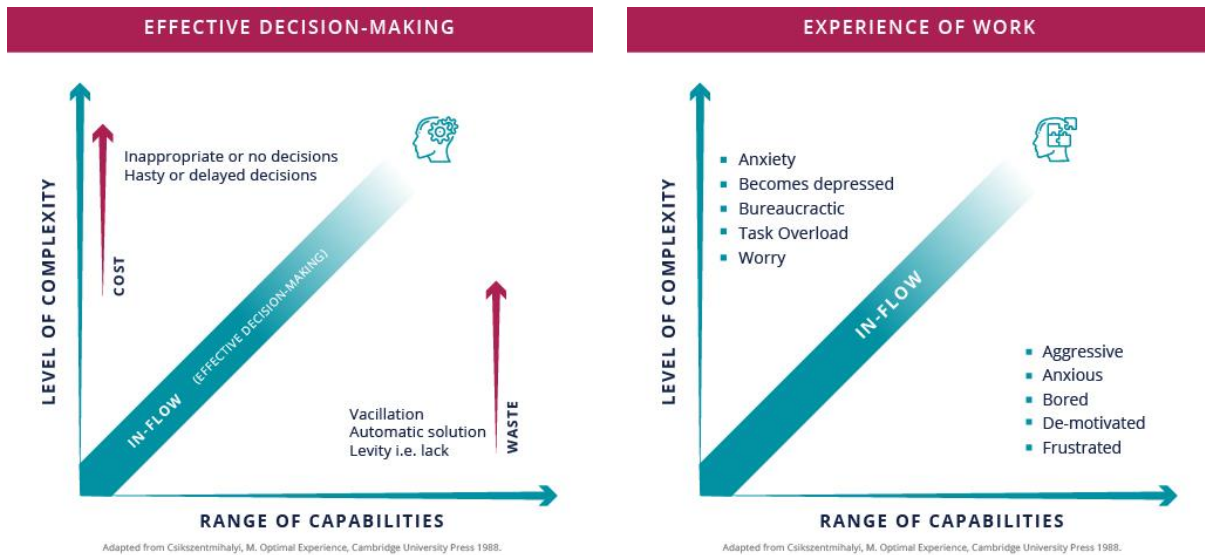 EFFECTIVE DECISION-MAKING
LEVEL OF COMPLEXITY
COST
Inappropriate or no decisions
Hasty or delayed decisions
IN-FLOW (EFFECTIVE DECISION-MAKING)
Vacillation
Automatic solution
Levity i.e. lack
WASTE
RANGE OF CAPABILITIES
Adapted from Csikszentmihalyi, M. Optimal Experience, Cambridge University Press 1988.
EXPERIENCE OF WORK
LEVEL OF COMPLEXITY
Anxiety
Becomes depressed
Bureaucractic
Task Overload
Worry
IN-FLOW
Aggressive
Anxious
Bored
De-motivated
Frustrated
RANGE OF CAPABILITIES
Adapted from Csikszentmihalyi, M. Optimal Experience, Cambridge University Press 1988.